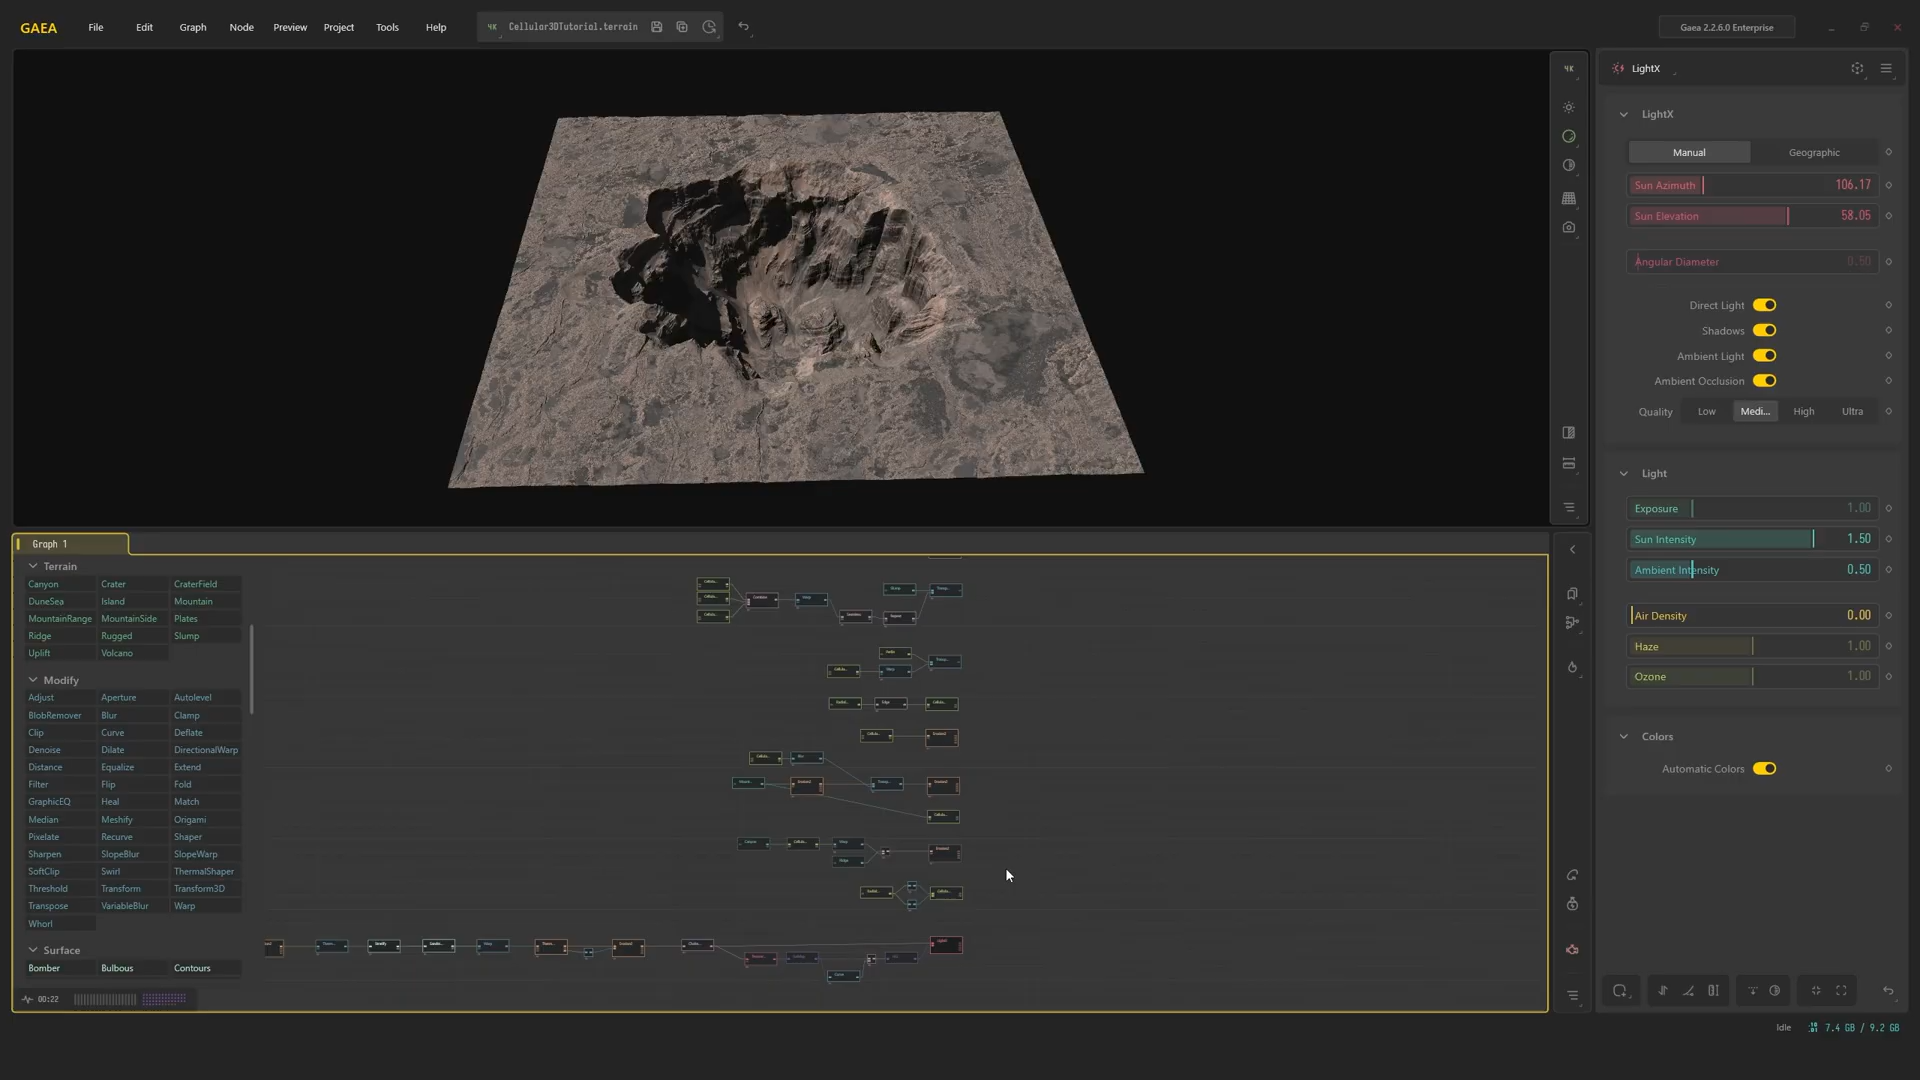 GAEA File Edit Graph Node Preview Project Tools Help 4K Cellular3DTutorial.terrain Gaea 2.2.6.0 Enterprise
4K
LightX
LightX
Manual Geographic
Sun Azimuth 106.17
Sun Elevation 58.05
Angular Diameter 0.50
Direct Light
Shadows
Ambient Light
Ambient Occlusion
Quality Low Medi... High Ultra
Light
Exposure 1.00
Sun Intensity 1.50
Ambient Intensity 0.50
Air Density 0.00
Haze 1.00
Ozone 1.00
Colors
Automatic Colors
Graph 1
Terrain
Canyon Crater CraterField
DuneSea Island Mountain
MountainRange MountainSide Plates
Ridge Rugged Slump
Uplift Volcano
Modify
Adjust Aperture Autolevel
BlobRemover Blur Clamp
Clip Curve Deflate
Denoise Dilate DirectionalWarp
Distance Equalize Extend
Filter Flip Fold
GraphicEQ Heal Match
Median Meshify Origami
Pixelate Recurve Shaper
Sharpen SlopeBlur SlopeWarp
SoftClip Swirl ThermalShaper
Threshold Transform Transform3D
Transpose VariableBlur Warp
Whorl
Surface
Bomber Bulbous Contours
00:22
Idle 7.4 GB / 9.2 GB